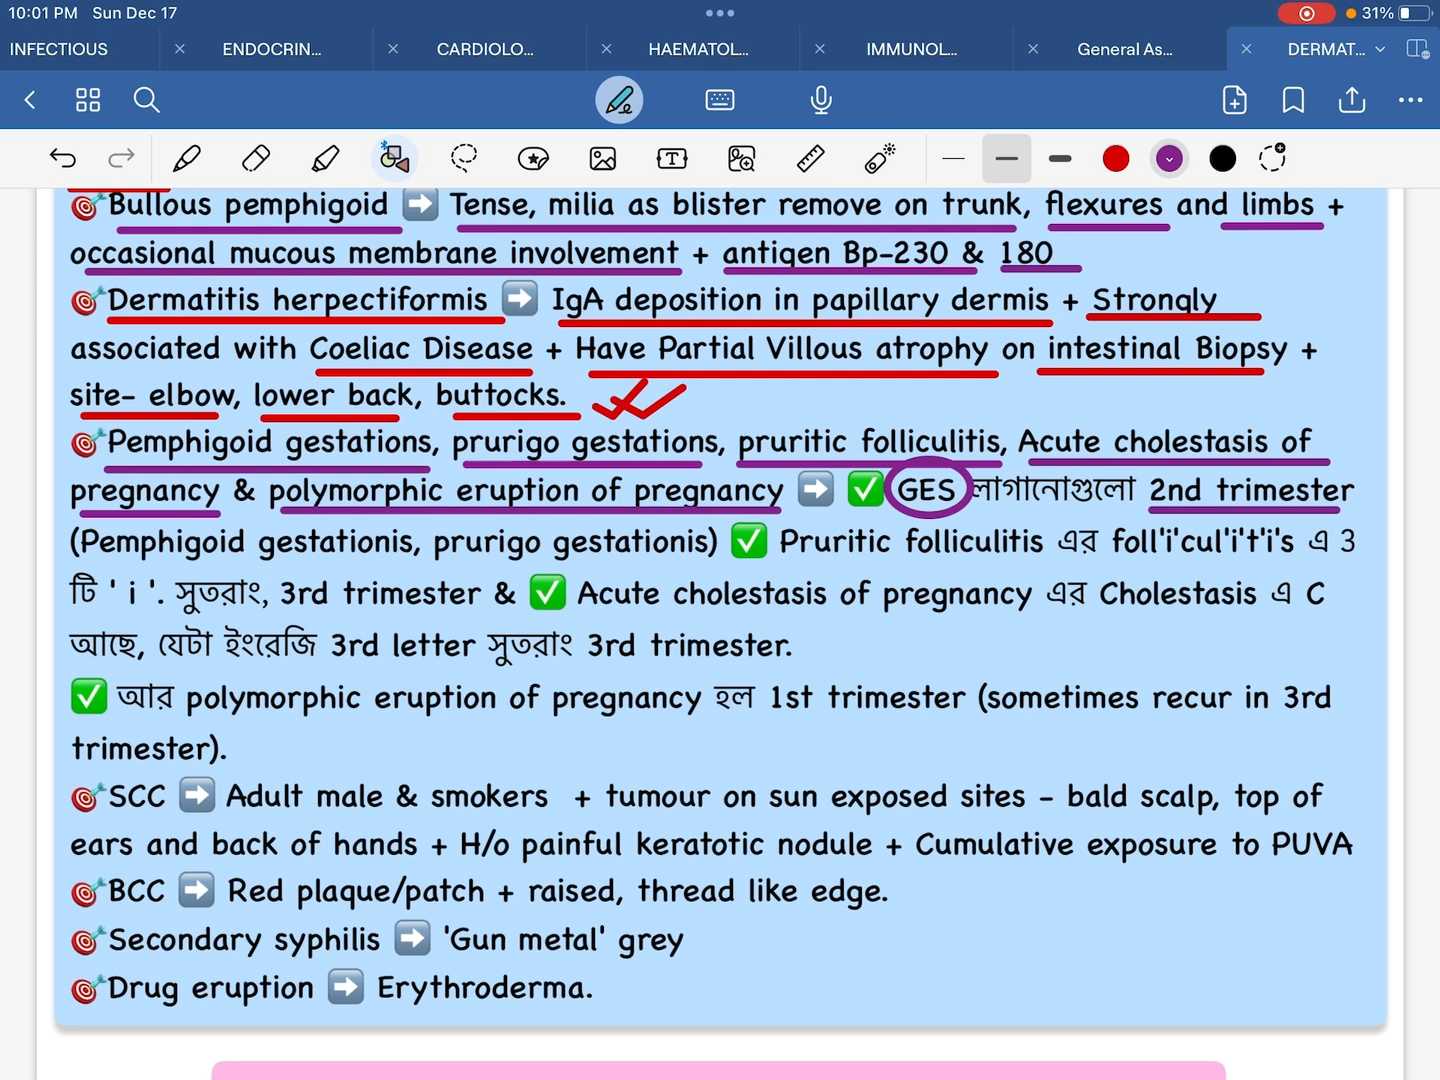 10:01 PM Sun Dec 17
31%
INFECTIOUS
ENDOCRIN...
CARDIOLO...
HAEMATOL...
IMMUNOL...
General As...
DERMAT...
Bullous pemphigoid ➡️ Tense, milia as blister remove on trunk, flexures and limbs +
occasional mucous membrane involvement + antigen Bp-230 & 180
Dermatitis herpectiformis ➡️ IgA deposition in papillary dermis + Strongly
associated with Coeliac Disease + Have Partial Villous atrophy on intestinal Biopsy +
site- elbow, lower back, buttocks.
Pemphigoid gestations, prurigo gestations, pruritic folliculitis, Acute cholestasis of
pregnancy & polymorphic eruption of pregnancy ➡️ ✅ GES লাগানোগুলো 2nd trimester
(Pemphigoid gestationis, prurigo gestationis) ✅ Pruritic folliculitis এর foll'i'cul'i't'i's এ 3
টি ' i '. সুতরাং, 3rd trimester & ✅ Acute cholestasis of pregnancy এর Cholestasis এ C
আছে, যেটা ইংরেজি 3rd letter সুতরাং 3rd trimester.
✅ আর polymorphic eruption of pregnancy হল 1st trimester (sometimes recur in 3rd
trimester).
SCC ➡️ Adult male & smokers + tumour on sun exposed sites - bald scalp, top of
ears and back of hands + H/o painful keratotic nodule + Cumulative exposure to PUVA
BCC ➡️ Red plaque/patch + raised, thread like edge.
Secondary syphilis ➡️ 'Gun metal' grey
Drug eruption ➡️ Erythroderma.